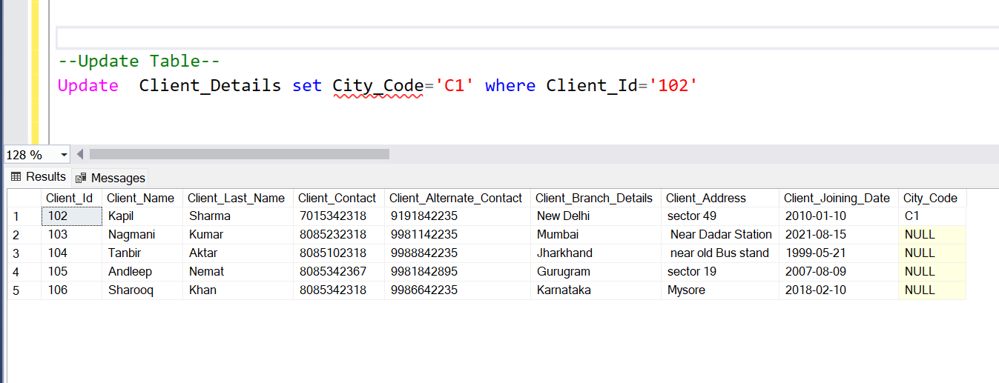 --Update Table--
Update  Client_Details set City_Code='C1' where Client_Id='102'
128 %
Results Messages
Client_Id Client_Name Client_Last_Name Client_Contact Client_Alternate_Contact Client_Branch_Details Client_Address Client_Joining_Date City_Code
1 102 Kapil Sharma 7015342318 9191842235 New Delhi sector 49 2010-01-10 C1
2 103 Nagmani Kumar 8085232318 9981142235 Mumbai Near Dadar Station 2021-08-15 NULL
3 104 Tanbir Aktar 8085102318 9988842235 Jharkhand near old Bus stand 1999-05-21 NULL
4 105 Andleep Nemat 8085342367 9981842895 Gurugram sector 19 2007-08-09 NULL
5 106 Sharooq Khan 8085342318 9986642235 Karnataka Mysore 2018-02-10 NULL